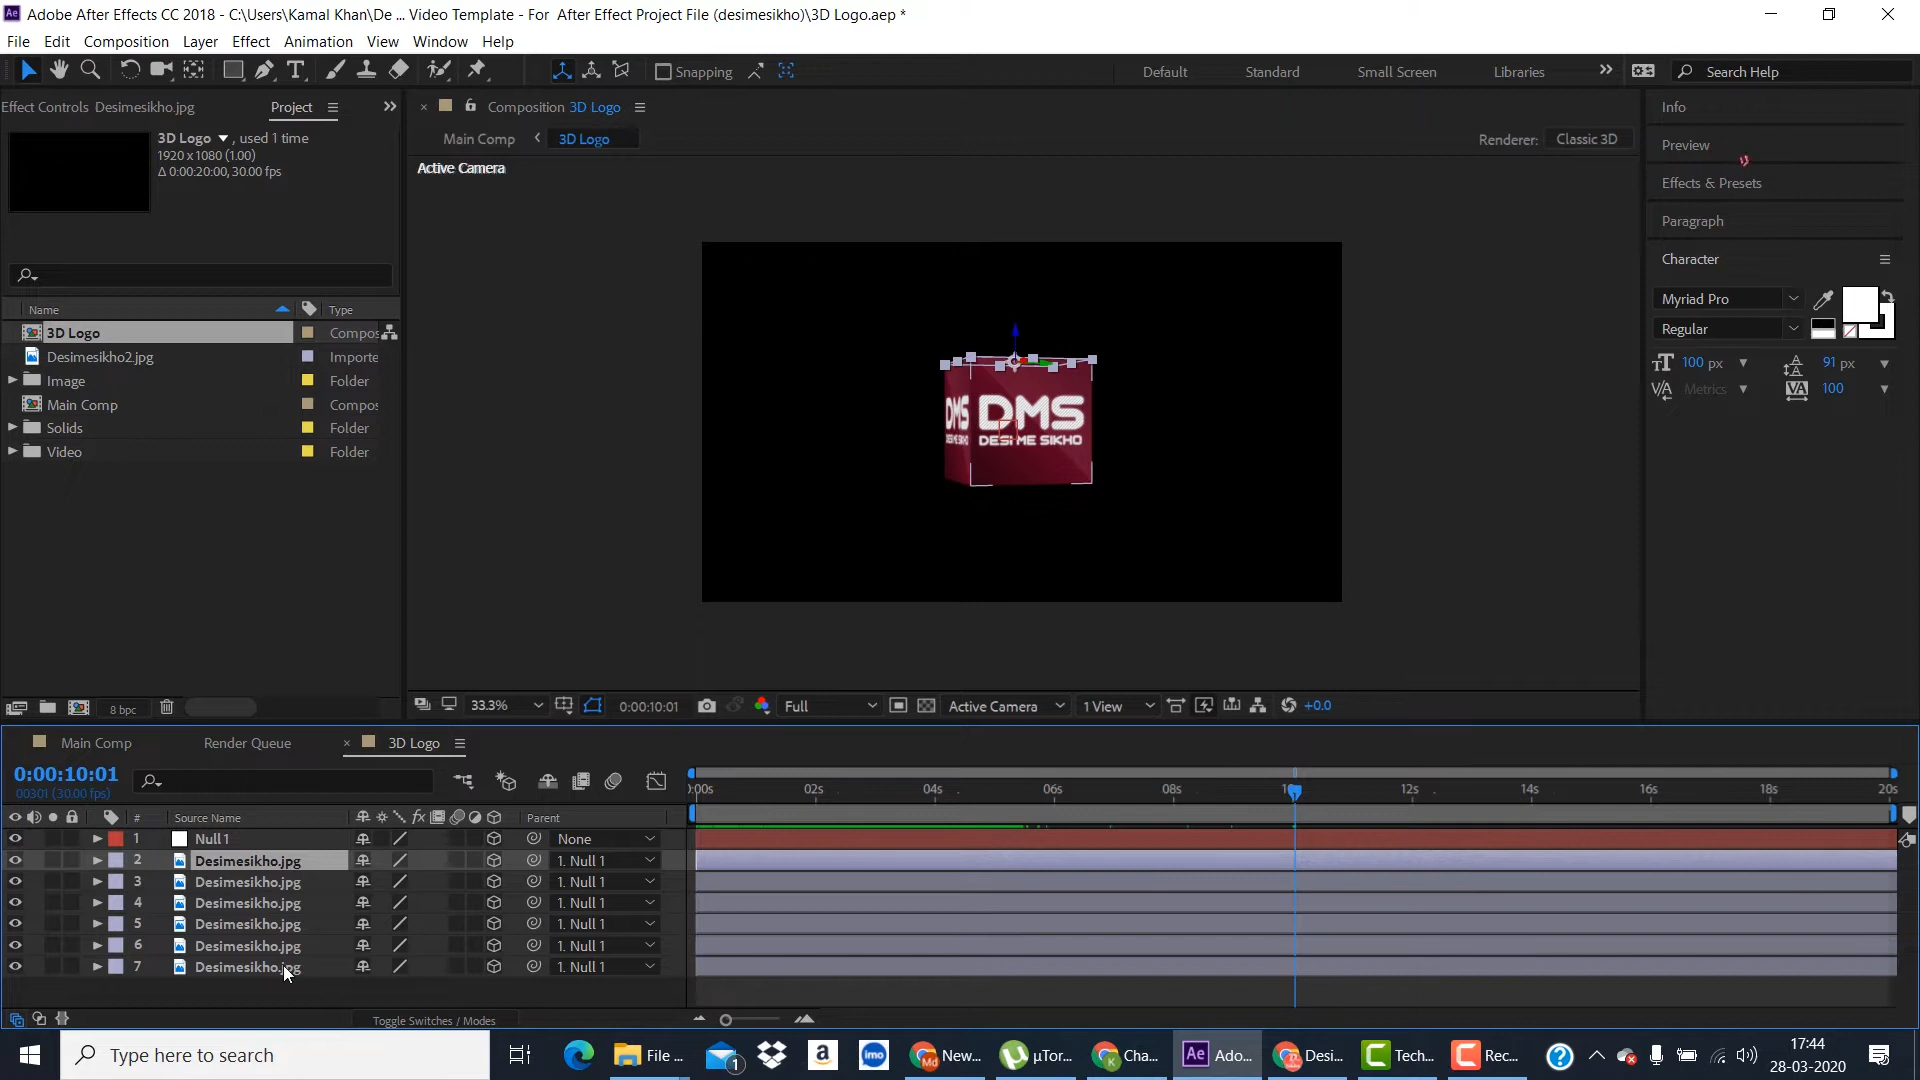 Adobe After Effects CC 2018 - C:\Users\Kamal Khan\De ... Video Template - For  After Effect Project File (desimesikho)\3D Logo.aep *
File Edit Composition Layer Effect Animation View Window Help
Snapping Default Standard Small Screen Libraries Search Help
Effect Controls Desimesikho.jpg Project
3D Logo , used 1 time
1920 x 1080 (1.00)
Δ 0:00:20:00, 30.00 fps
Name Type
3D Logo Compos
Desimesikho2.jpg Importe
Image Folder
Main Comp Compos
Solids Folder
Video Folder
8 bpc
Composition 3D Logo
Main Comp 3D Logo
Renderer: Classic 3D
Active Camera
DMS DMS
DESI ME SIKHO DESI ME SIKHO
33.3% 0:00:10:01 Full Active Camera 1 View +0.0
Info
Preview
Effects & Presets
Paragraph
Character
Myriad Pro
Regular
100 px 91 px
Metrics 100
Main Comp Render Queue 3D Logo
0:00:10:01
00301 (30.00 fps)
:00s 02s 04s 06s 08s 12s 14s 16s 18s 20s
# Source Name Parent
1 Null 1 None
2 Desimesikho.jpg 1. Null 1
3 Desimesikho.jpg 1. Null 1
4 Desimesikho.jpg 1. Null 1
5 Desimesikho.jpg 1. Null 1
6 Desimesikho.jpg 1. Null 1
7 Desimesikho.jpg 1. Null 1
Toggle Switches / Modes
Type here to search
File ... 1 New... μTor... Cha... Ado... Desi... Tech... Rec...
17:44
28-03-2020